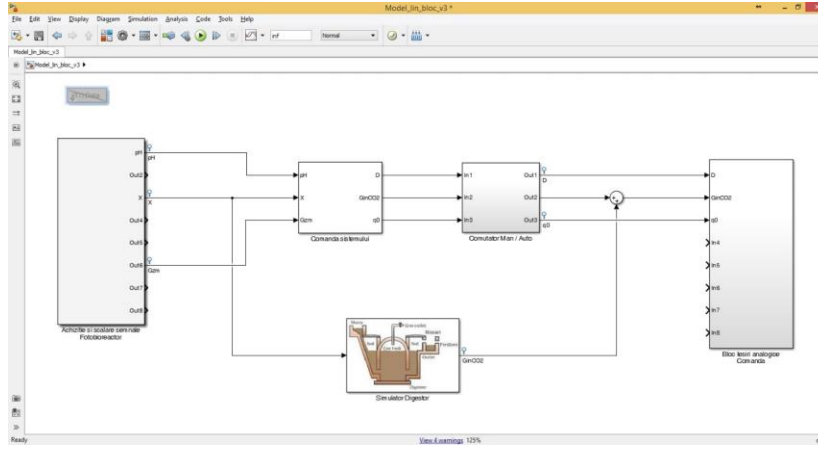 Model_lin_bloc_v3 *
File Edit View Display Diagram Simulation Analysis Code Tools Help
inf
Normal
Model_lin_bloc_v3
Model_lin_bloc_v3
pH
Out2
X
Out4
Out5
Out6
Out7
Out8
pH
X
Gzm
Achizitie si scalare semnale
Fotobioreactor
pH
X
Gzm
D
GinCO2
q0
Comanda sistemului
In1
In2
In3
Out1
Out2
Out3
Comutator Man / Auto
D
q0
D
GinCO2
q0
In4
In5
In6
In7
In8
Bloc Iesiri analogice
Comanda
GinCO2
Simulator Digestor
Ready
View 4 warnings
125%